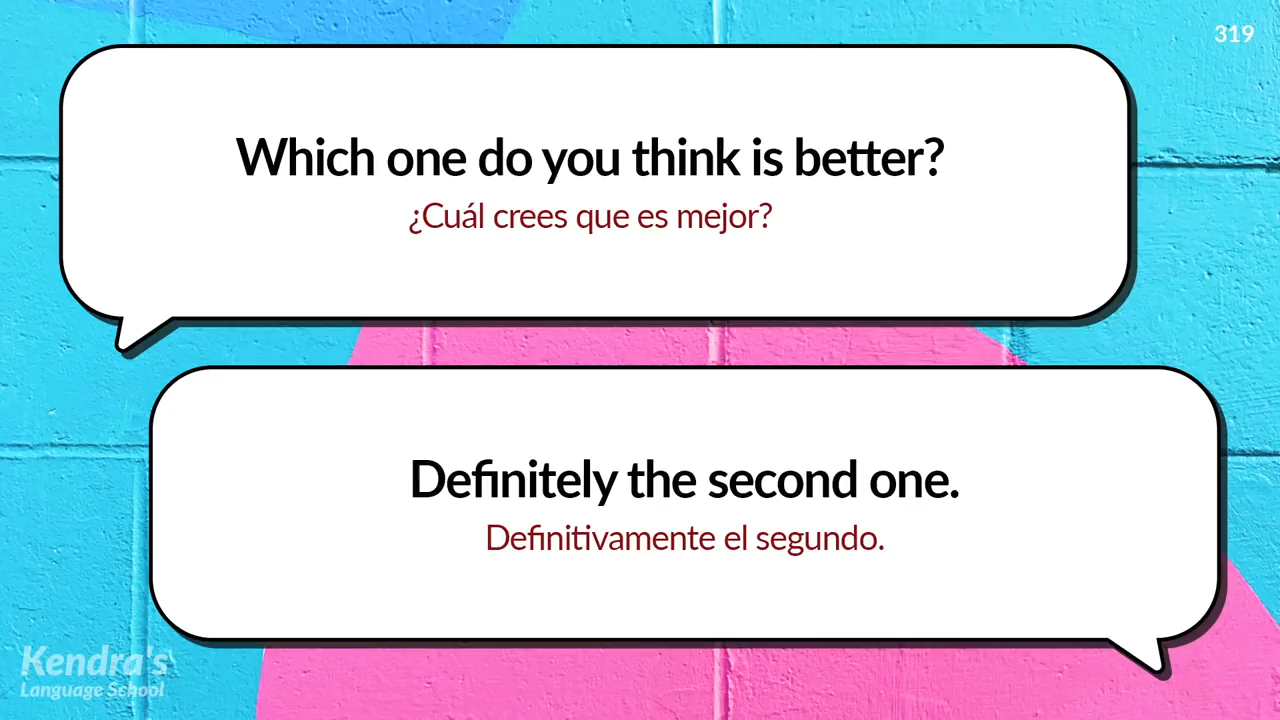 319
Which one do you think is better?
¿Cuál crees que es mejor?
Definitely the second one.
Definitivamente el segundo.
Kendra's
Language School